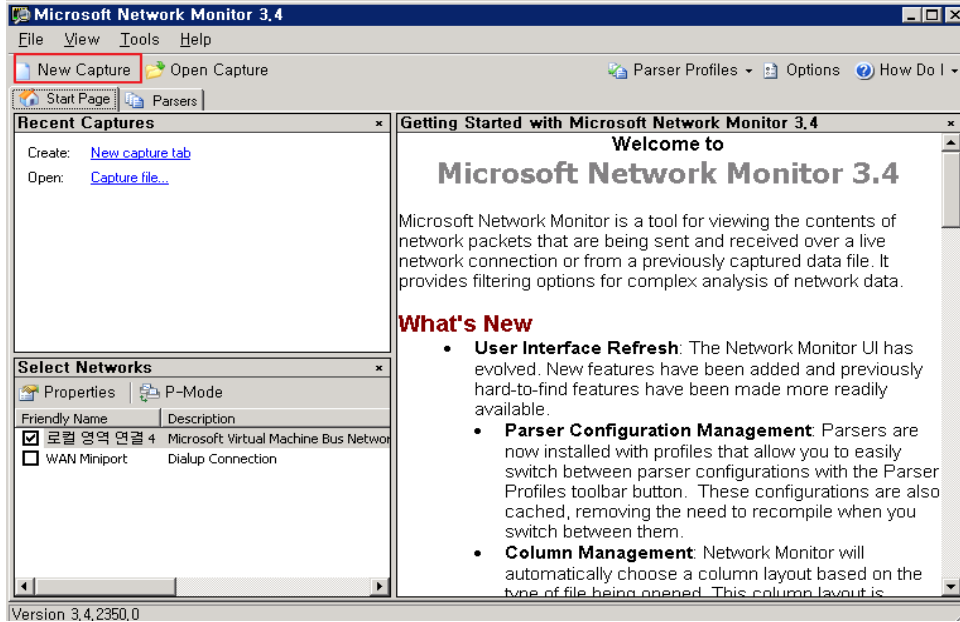 Microsoft Network Monitor 3.4
File View Tools Help
New Capture Open Capture Parser Profiles Options How Do I
Start Page Parsers
Recent Captures
Create: New capture tab
Open: Capture file...
Select Networks
Properties P-Mode
Friendly Name Description
로컬 영역 연결 4 Microsoft Virtual Machine Bus Networ
WAN Miniport Dialup Connection
Getting Started with Microsoft Network Monitor 3.4
Welcome to
Microsoft Network Monitor 3.4
Microsoft Network Monitor is a tool for viewing the contents of
network packets that are being sent and received over a live
network connection or from a previously captured data file. It
provides filtering options for complex analysis of network data.
What's New
• User Interface Refresh: The Network Monitor UI has
evolved. New features have been added and previously
hard-to-find features have been made more readily
available.
• Parser Configuration Management: Parsers are
now installed with profiles that allow you to easily
switch between parser configurations with the Parser
Profiles toolbar button. These configurations are also
cached, removing the need to recompile when you
switch between them.
• Column Management: Network Monitor will
automatically choose a column layout based on the
type of file being opened. This column layout is
Version 3.4.2350.0